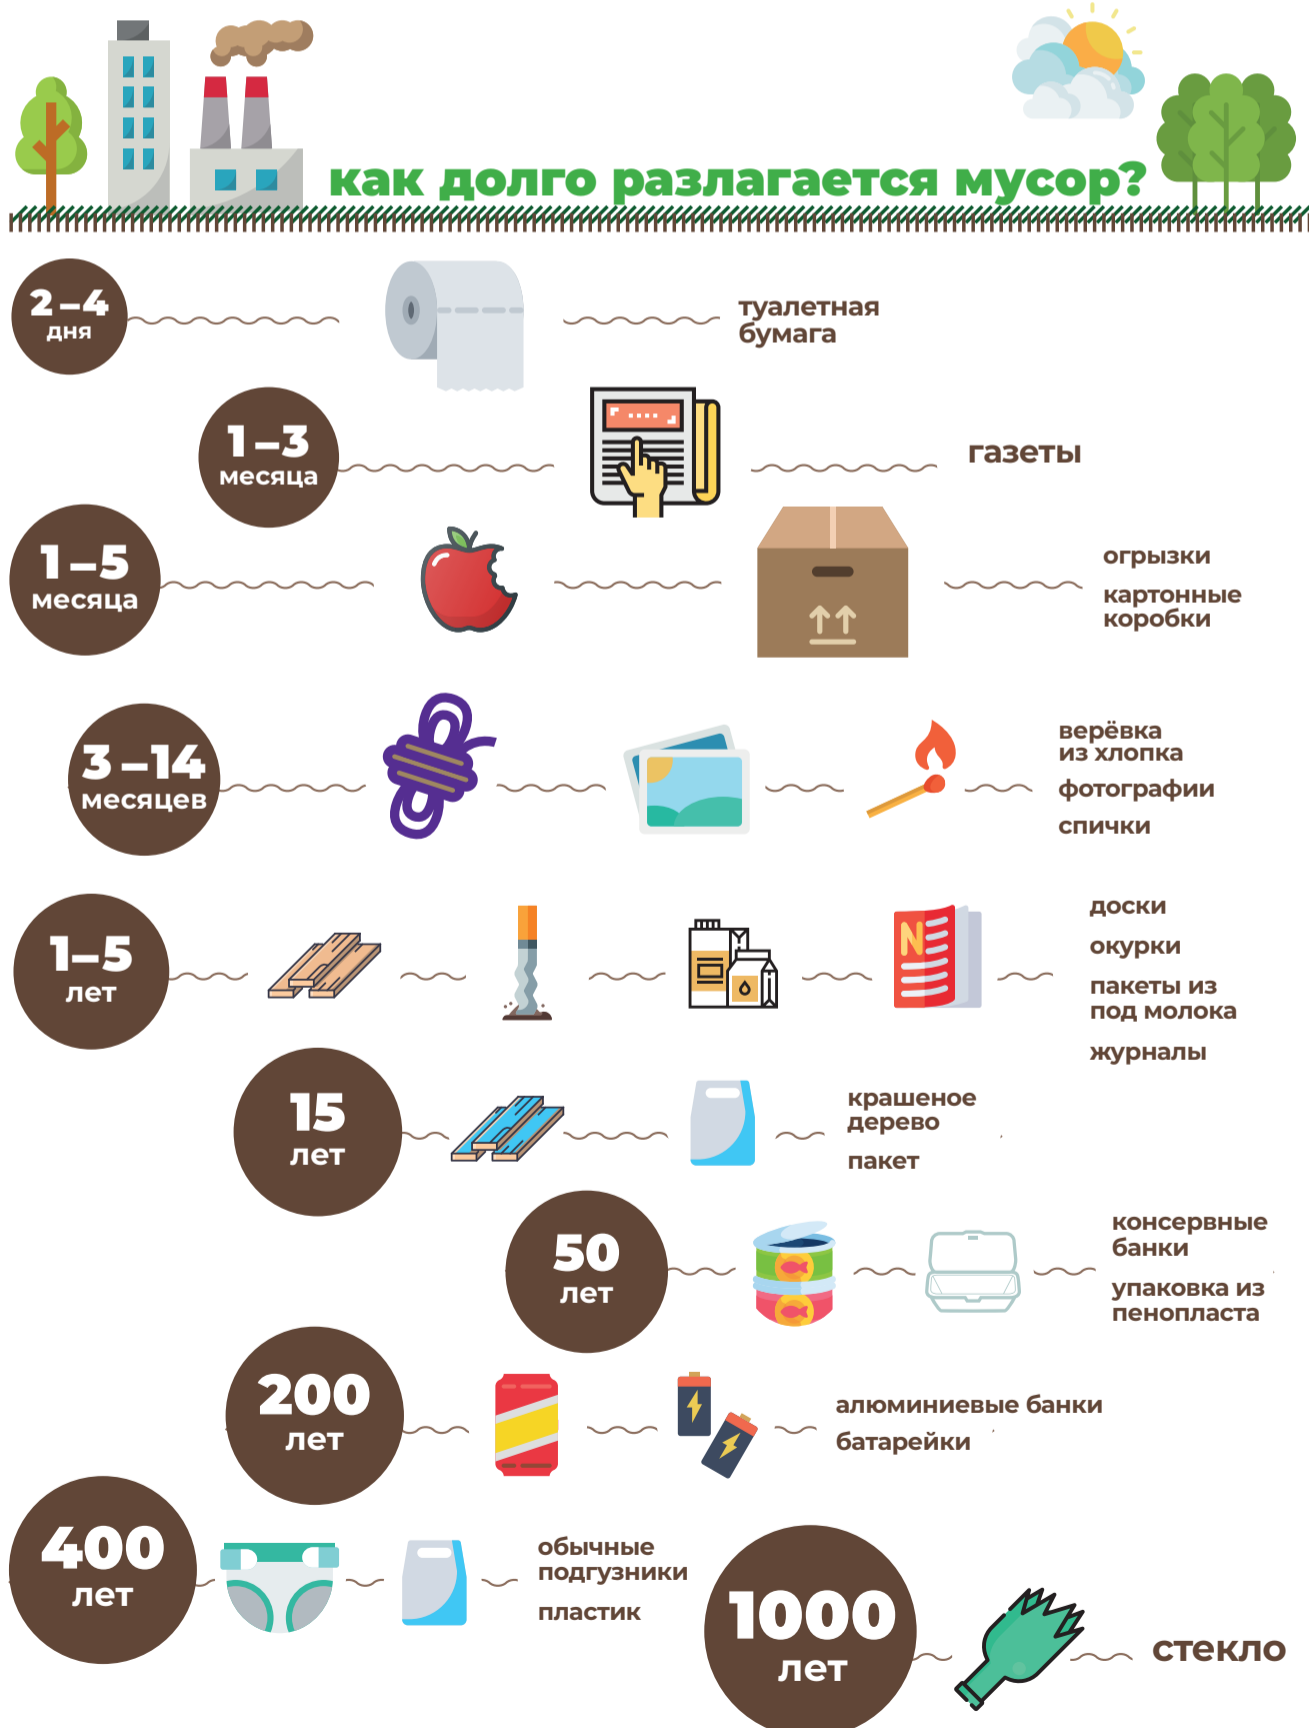 как долго разлагается мусор?
2–4
дня
туалетная
бумага
1–3
месяца
газеты
1–5
месяца
огрызки
картонные
коробки
3–14
месяцев
верёвка
из хлопка
фотографии
спички
1–5
лет
N
доски
окурки
пакеты из
под молока
журналы
15
лет
крашеное
дерево
пакет
50
лет
консервные
банки
упаковка из
пенопласта
200
лет
алюминиевые банки
батарейки
400
лет
обычные
подгузники
пластик
1000
лет
стекло